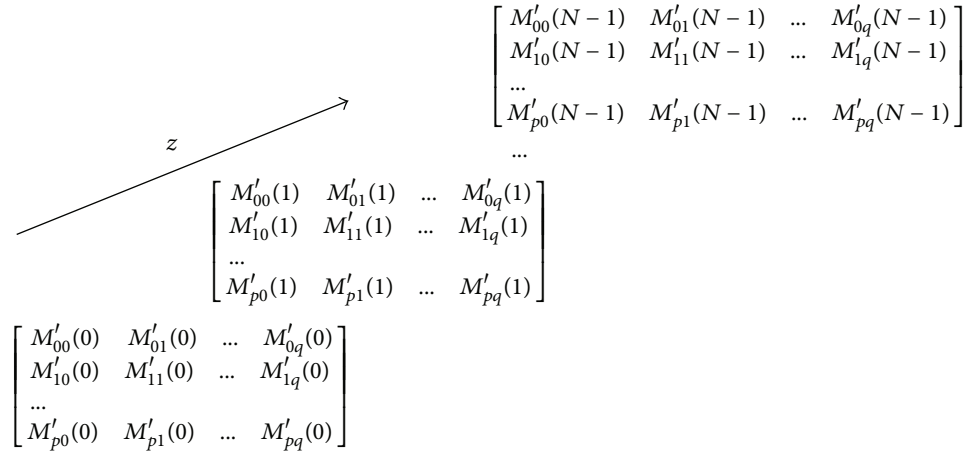 M′00(N − 1) M′01(N − 1) ... M′0q(N − 1)
M′10(N − 1) M′11(N − 1) ... M′1q(N − 1)
...
M′p0(N − 1) M′p1(N − 1) ... M′pq(N − 1)
...
z
M′00(1) M′01(1) ... M′0q(1)
M′10(1) M′11(1) ... M′1q(1)
...
M′p0(1) M′p1(1) ... M′pq(1)
M′00(0) M′01(0) ... M′0q(0)
M′10(0) M′11(0) ... M′1q(0)
...
M′p0(0) M′p1(0) ... M′pq(0)